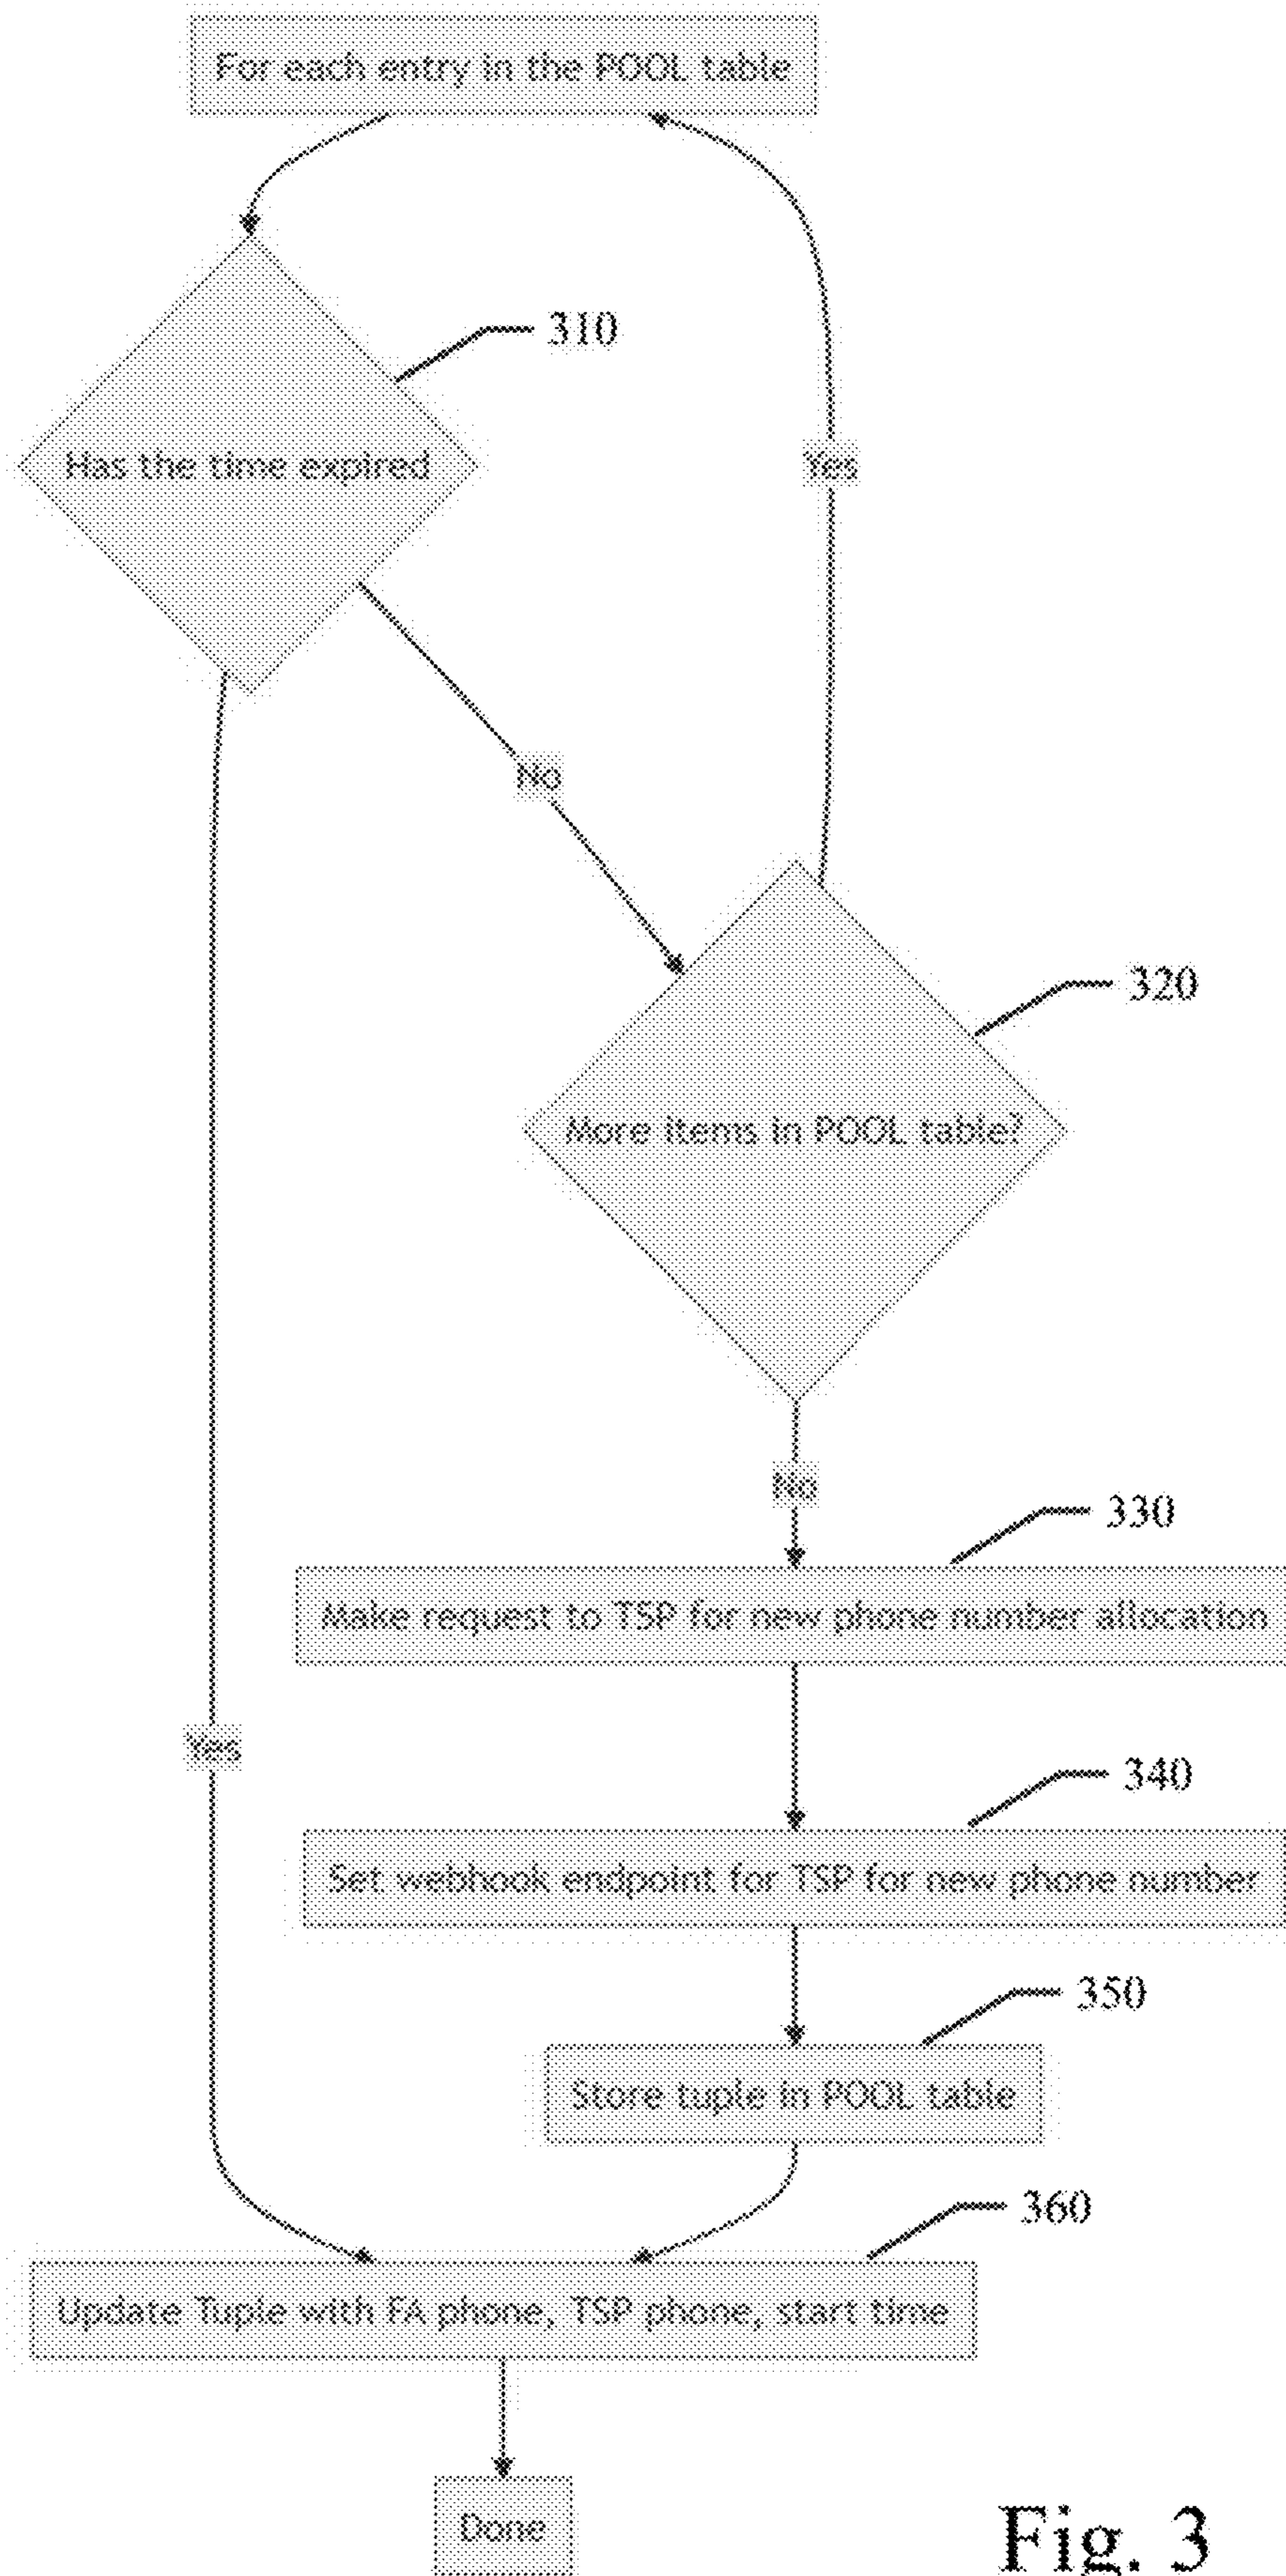 For each entry in the POOL table
310
Has the time expired
Yes
No
320
More items in POOL table?
No
330
Make request to TSP for new phone number allocation
Yes
340
Set webhook endpoint for TSP for new phone number
350
Store tuple in POOL table
360
Update Tuple with FA phone, TSP phone, start time
Done
Fig. 3